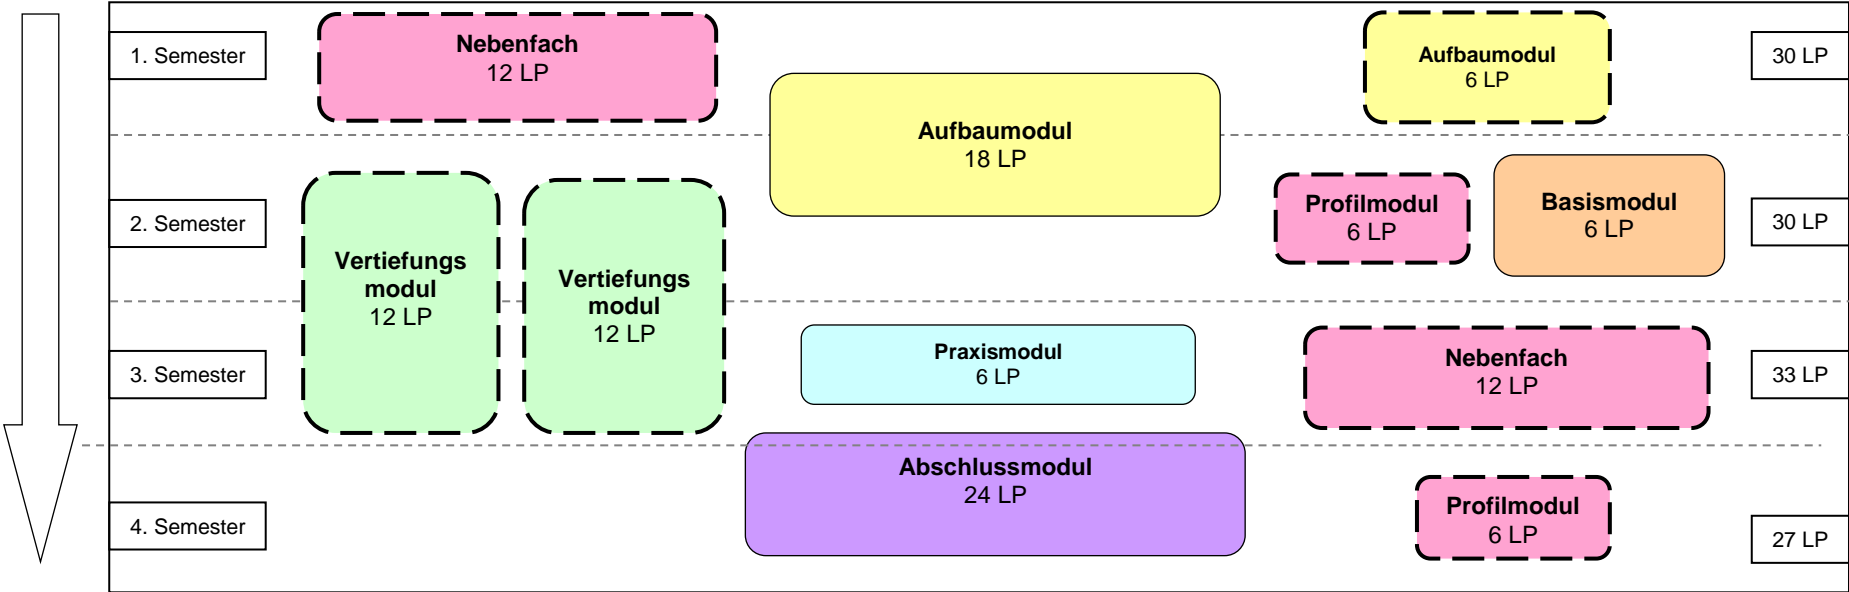 1. Semester
Nebenfach
12 LP
Aufbaumodul
6 LP
30 LP
Aufbaumodul
18 LP
2. Semester
Vertiefungs
modul
12 LP
Vertiefungs
modul
12 LP
Profilmodul
6 LP
Basismodul
6 LP
30 LP
3. Semester
Praxismodul
6 LP
Nebenfach
12 LP
33 LP
4. Semester
Abschlussmodul
24 LP
Profilmodul
6 LP
27 LP